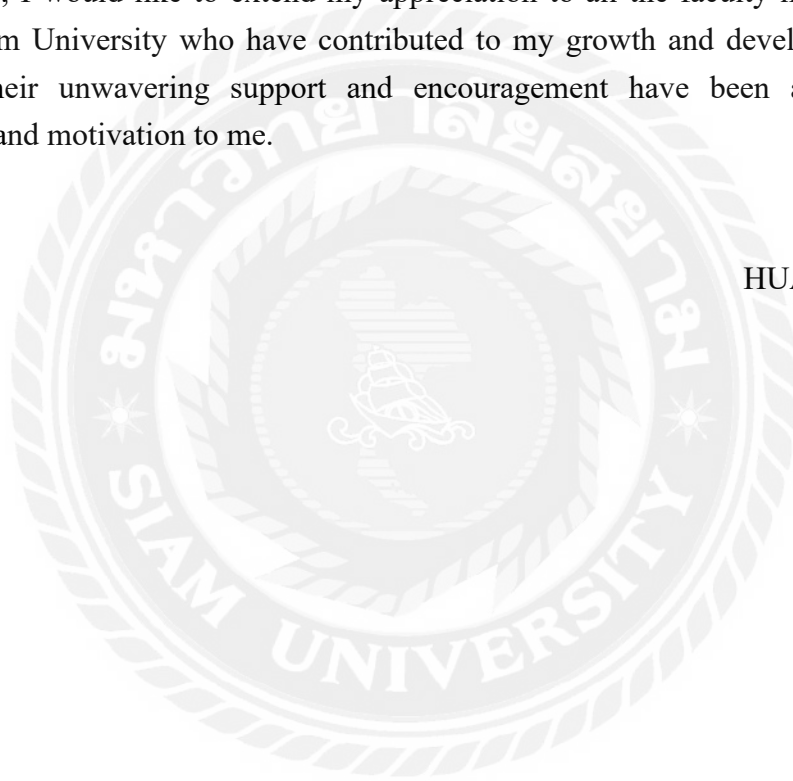 , I would like to extend my appreciation to all the faculty
m University who have contributed to my growth and devel
heir unwavering support and encouragement have been a
and motivation to me.
มหาวิทยาลัยสยาม
HUA
SIAM UNIVERSITY